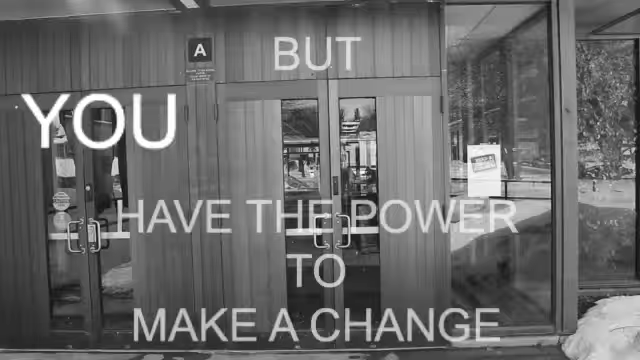 A
BUT
YOU
HAVE THE POWER
TO
MAKE A CHANGE